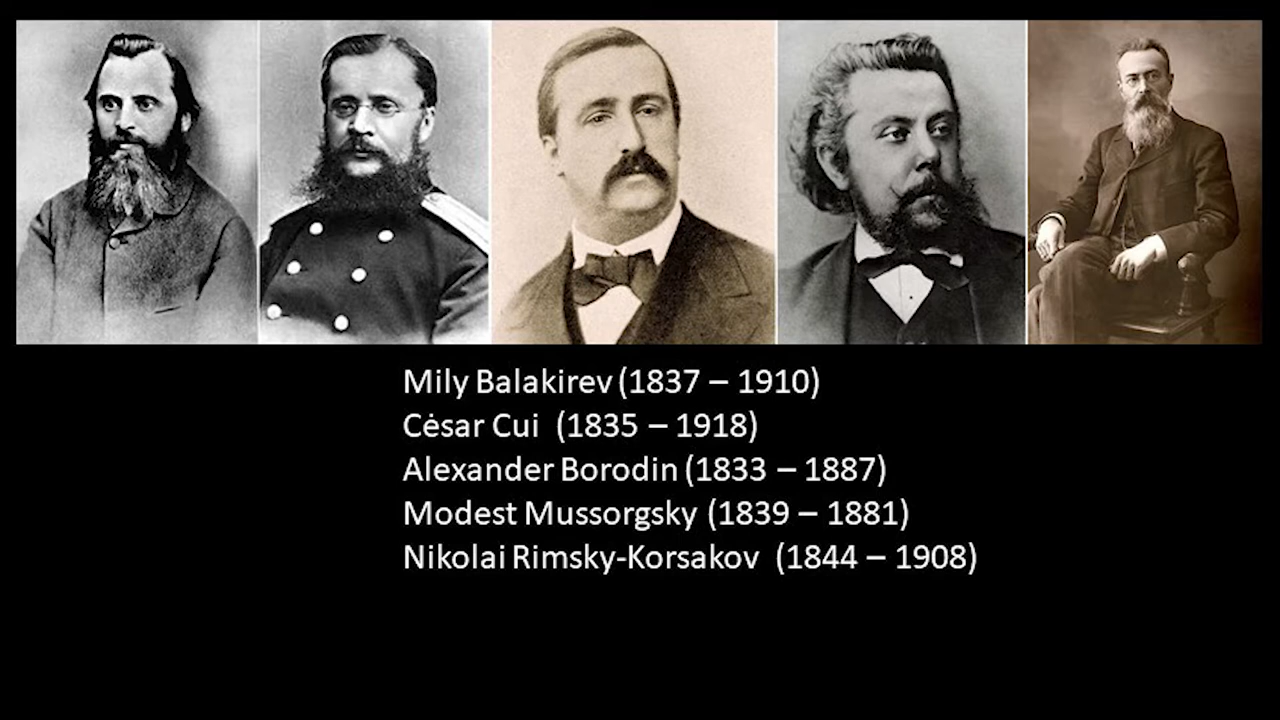 Mily Balakirev (1837 – 1910)
Cėsar Cui (1835 – 1918)
Alexander Borodin (1833 – 1887)
Modest Mussorgsky (1839 – 1881)
Nikolai Rimsky-Korsakov (1844 – 1908)